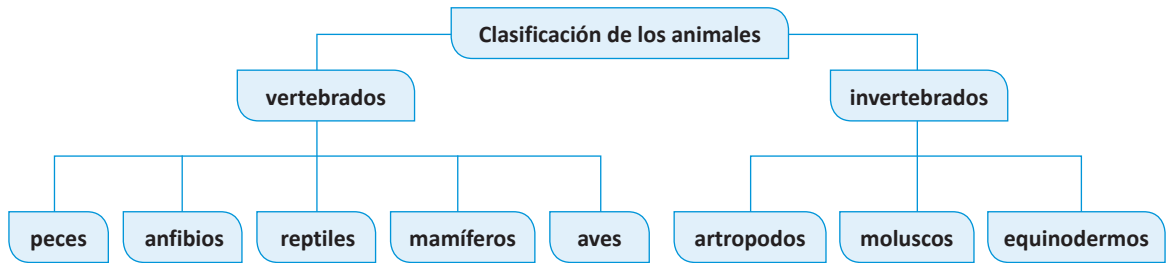 Clasificación de los animales
vertebrados
invertebrados
peces
anfibios
reptiles
mamíferos
aves
artropodos
moluscos
equinodermos